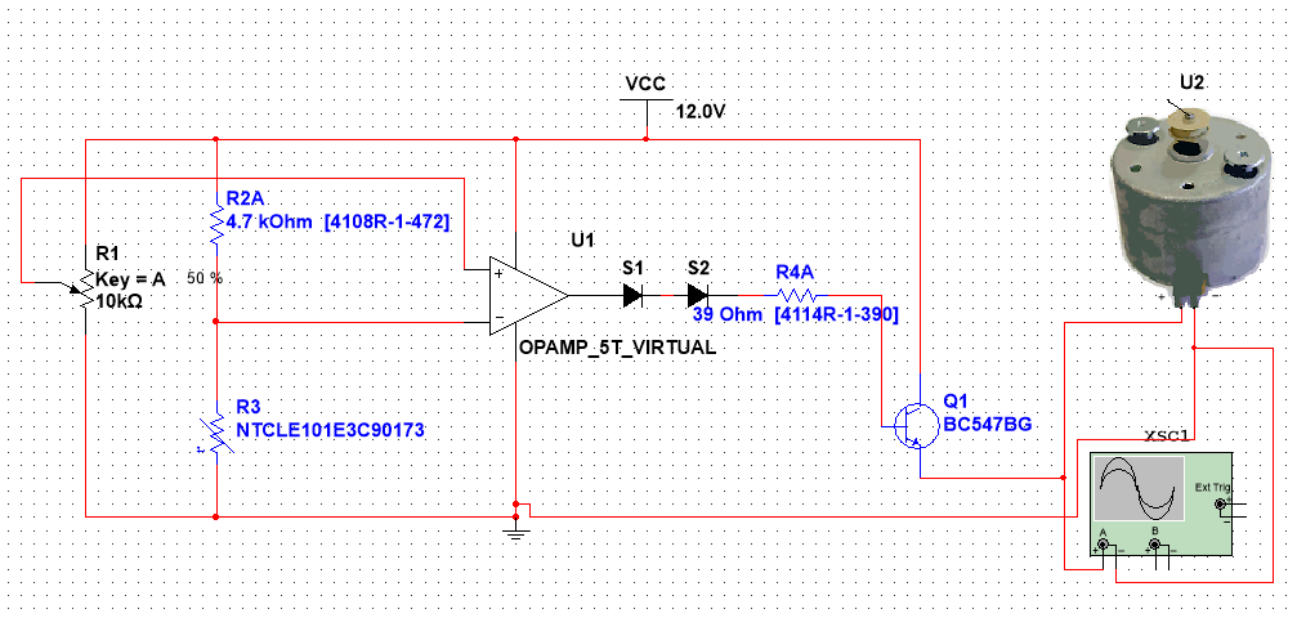 VCC
12.0V
U2
R2A
4.7 kOhm [4108R-1-472]
U1
R1
Key = A 50 %
10kΩ
S1
S2
R4A
39 Ohm [4114R-1-390]
+
−
+ −
OPAMP_5T_VIRTUAL
R3
NTCLE101E3C90173
t
Q1
BC547BG
XSC1
Ext Trig
+
−
A
B
+ − + −